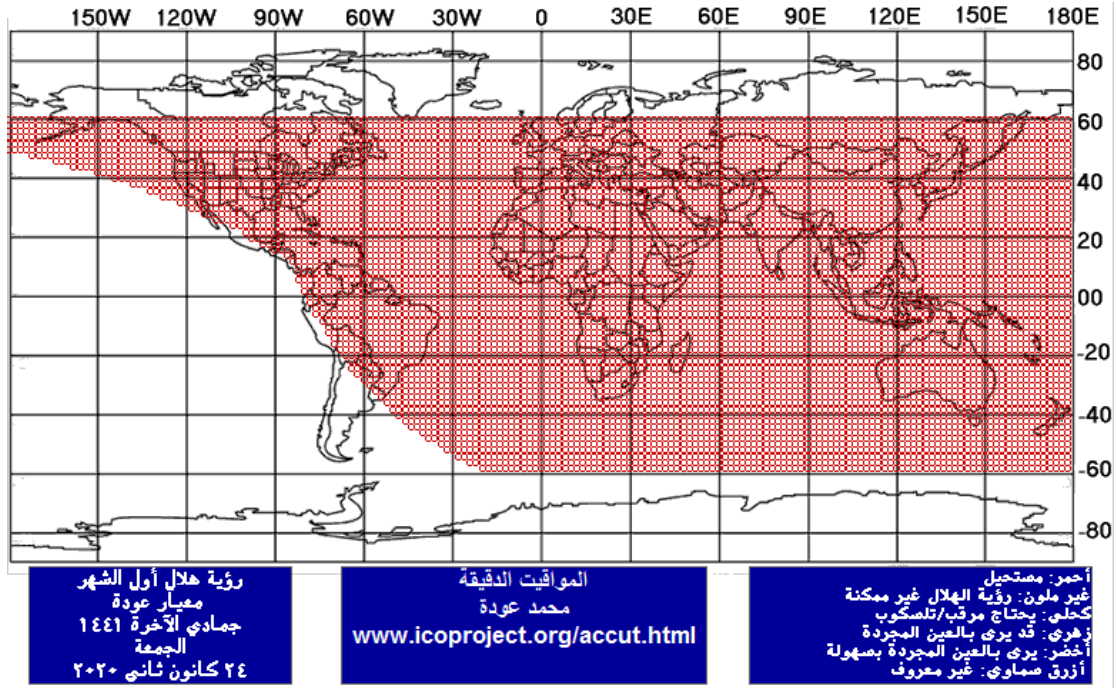 150W 120W 90W 60W 30W 0 30E 60E 90E 120E 150E 180E
80
60
40
20
00
-20
-40
-60
-80
رؤية هلال أول الشهر
معيار عودة
جمادي الآخرة ١٤٤١
الجمعة
٢٤ كانون ثاني ٢٠٢٠
المواقيت الدقيقة
محمد عودة
www.icoproject.org/accut.html
أحمر: مستحيل
غير ملون: رؤية الهلال غير ممكنة
كحلي: يحتاج مرقب/تلسكوب
زهري: قد يرى بالعين المجردة
أخضر: يرى بالعين المجردة بسهولة
أزرق سماوي: غير معروف